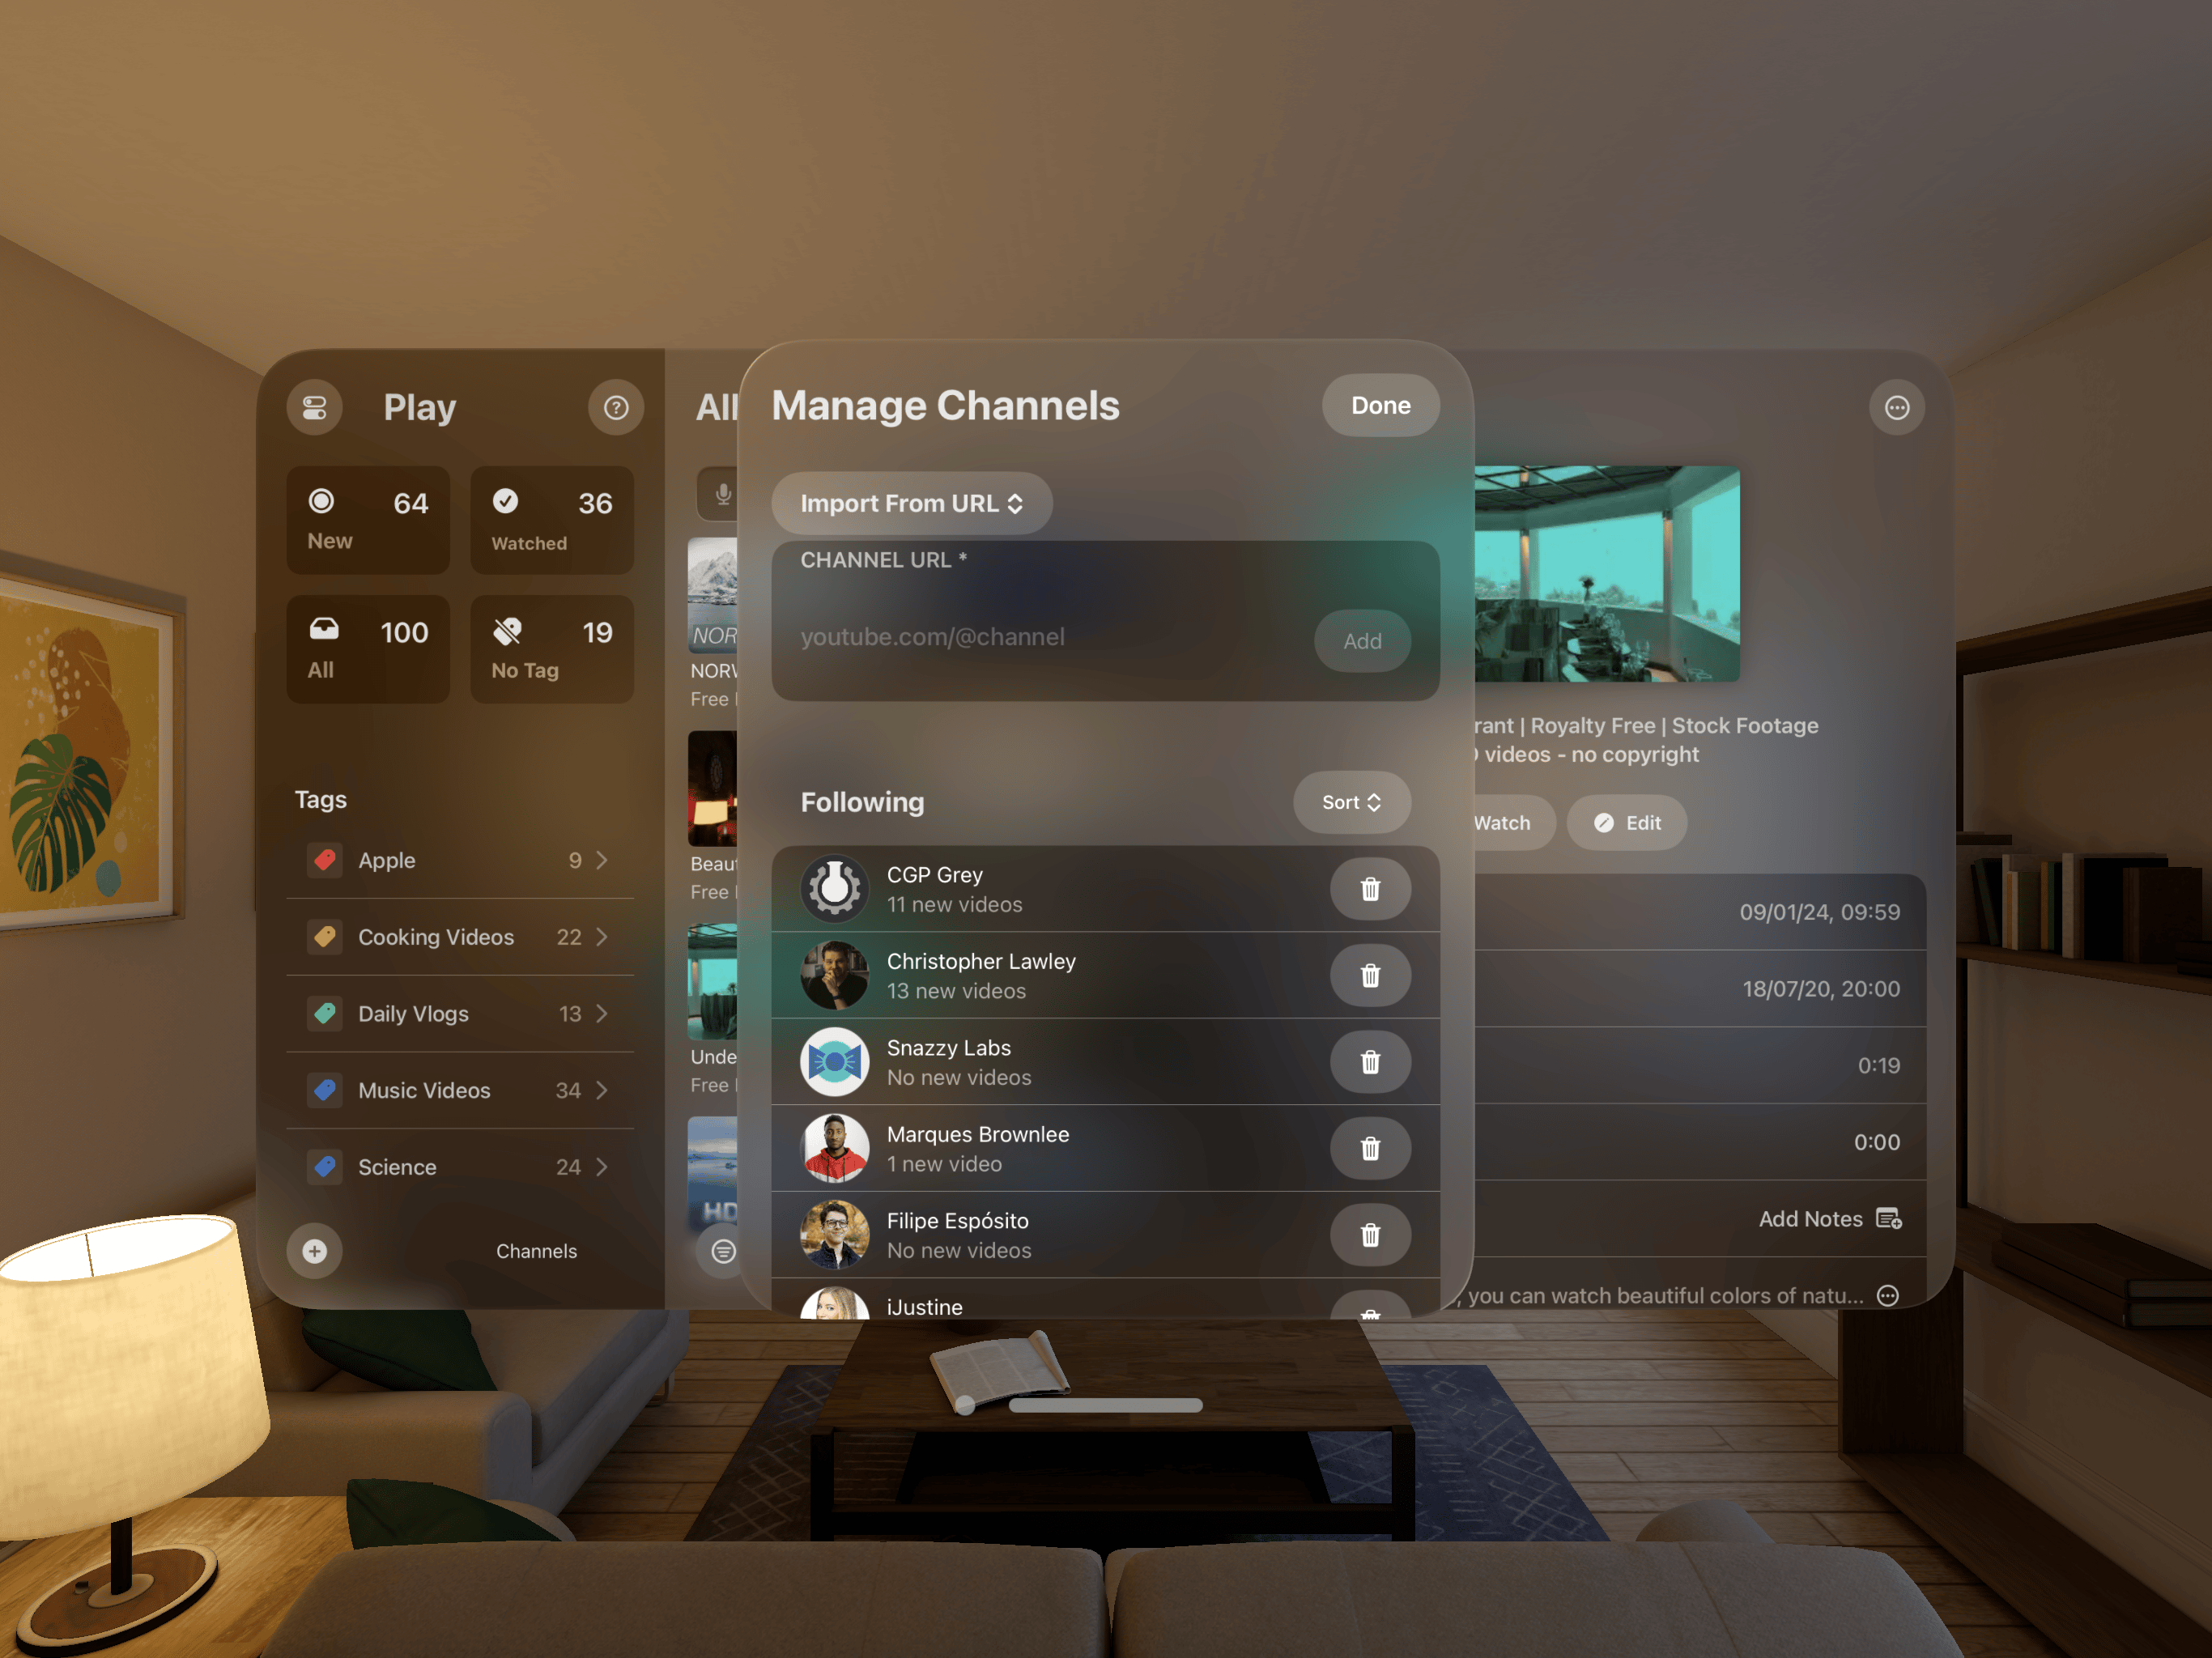 Play
64
New
36
Watched
100
All
19
No Tag
Tags
Apple
9
Cooking Videos
22
Daily Vlogs
13
Music Videos
34
Science
24
Channels
All
NOR
NORW
Free
Beaut
Free
Unde
Free
HD
Manage Channels
Done
Import From URL
CHANNEL URL *
youtube.com/@channel
Add
Following
Sort
CGP Grey
11 new videos
Christopher Lawley
13 new videos
Snazzy Labs
No new videos
Marques Brownlee
1 new video
Filipe Espósito
No new videos
iJustine
rant | Royalty Free | Stock Footage
videos - no copyright
Watch
Edit
09/01/24, 09:59
18/07/20, 20:00
0:19
0:00
Add Notes
, you can watch beautiful colors of natu...